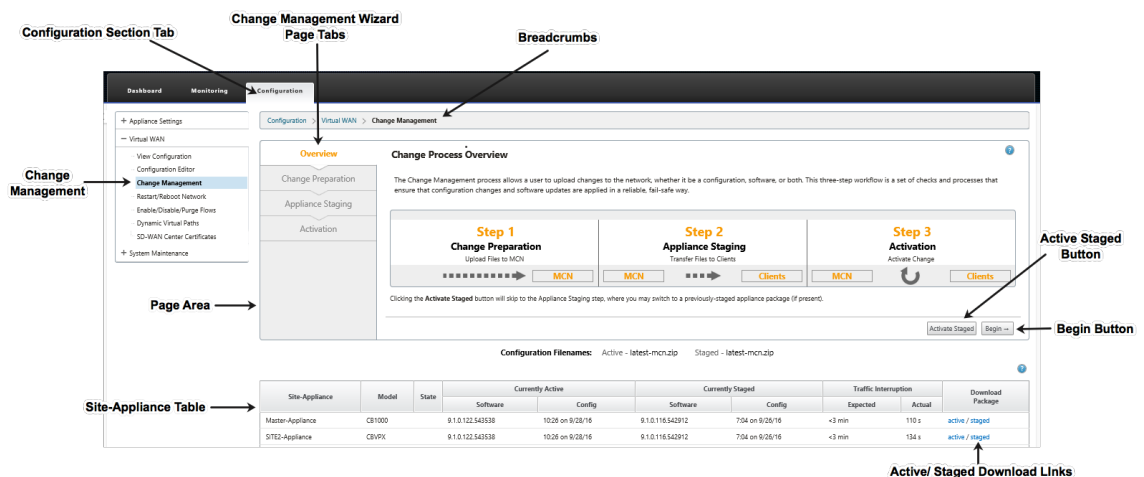 Change Management Wizard
Page Tabs
Configuration Section Tab
Breadcrumbs
Dashboard Monitoring Configuration
+ Appliance Settings
− Virtual WAN
View Configuration
Configuration Editor
Change Management
Restart/Reboot Network
Enable/Disable/Purge Flows
Dynamic Virtual Paths
SD-WAN Center Certificates
+ System Maintenance
Change
Management
Configuration > Virtual WAN > Change Management
Overview
Change Preparation
Appliance Staging
Activation
Page Area
Change Process Overview
?
The Change Management process allows a user to upload changes to the network, whether it be a configuration, software, or both. This three-step workflow is a set of checks and processes that
ensure that configuration changes and software updates are applied in a reliable, fail-safe way.
Step 1
Change Preparation
Upload Files to MCN
MCN
Step 2
Appliance Staging
Transfer Files to Clients
MCN Clients
Step 3
Activation
Activate Change
MCN Clients
Active Staged
Button
Clicking the Activate Staged button will skip to the Appliance Staging step, where you may switch to a previously-staged appliance package (if present).
Activate Staged Begin →
Begin Button
Configuration Filenames: Active - latest-mcn.zip Staged - latest-mcn.zip
?
Site-Appliance Table
Site-Appliance Model State Currently Active Currently Staged Traffic Interruption Download
Package
Software Config Software Config Expected Actual
Master-Appliance CB1000 9.1.0.122.543538 10:26 on 9/28/16 9.1.0.116.542912 7:04 on 9/26/16 <3 min 110 s active / staged
SITE2-Appliance CBVPX 9.1.0.122.543538 10:26 on 9/28/16 9.1.0.116.542912 7:04 on 9/26/16 <3 min 134 s active / staged
Active/ Staged Download LInks